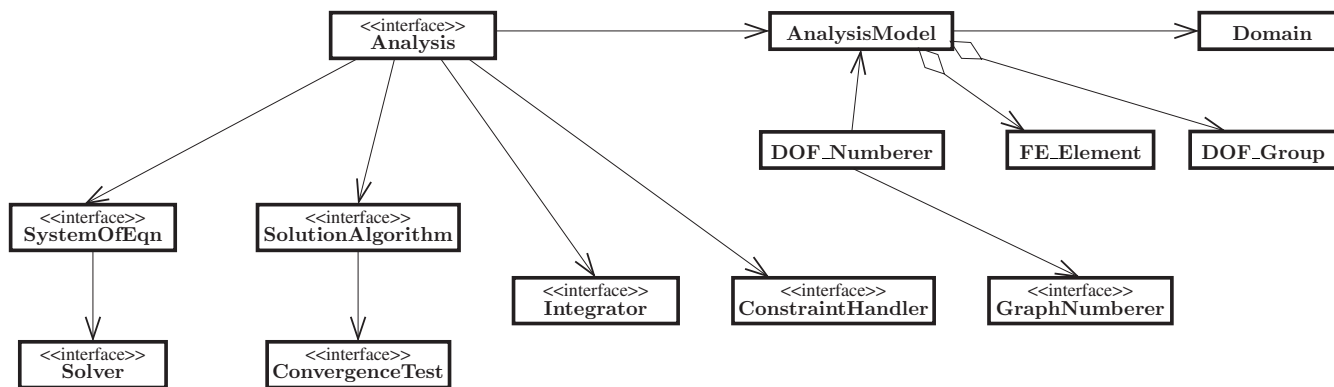 <<interface>>
Analysis
AnalysisModel
Domain
DOF_Numberer
FE_Element
DOF_Group
<<interface>>
SystemOfEqn
<<interface>>
SolutionAlgorithm
<<interface>>
Integrator
<<interface>>
ConstraintHandler
<<interface>>
GraphNumberer
<<interface>>
Solver
<<interface>>
ConvergenceTest